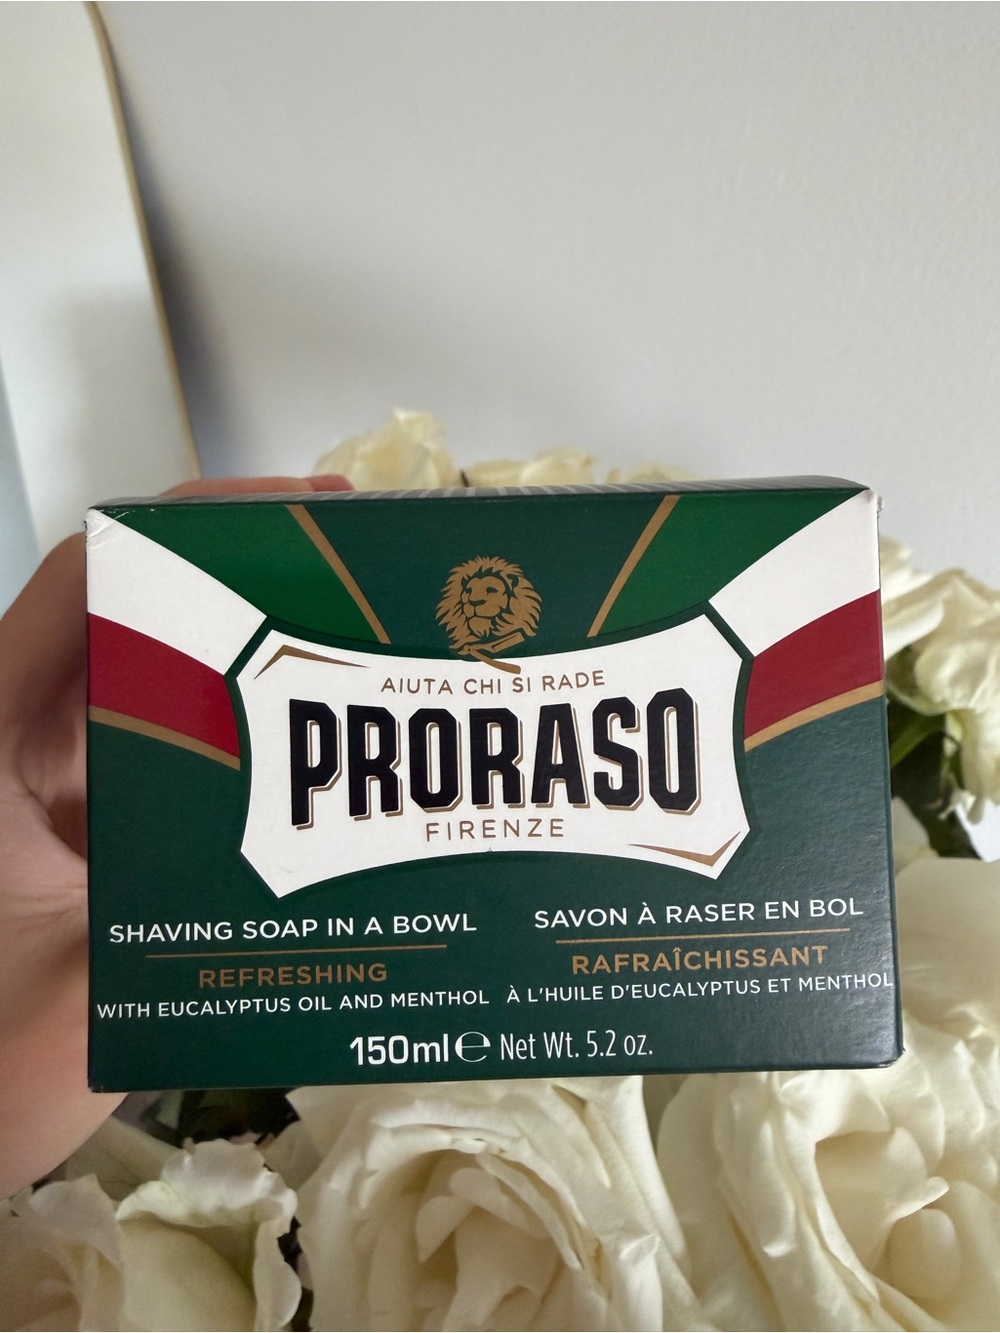 AIUTA CHI SI RADE
PRORASO
FIRENZE
SHAVING SOAP IN A BOWL
REFRESHING
WITH EUCALYPTUS OIL AND MENTHOL
SAVON À RASER EN BOL
RAFRAÎCHISSANT
À L'HUILE D'EUCALYPTUS ET MENTHOL
150ml ℮ Net Wt. 5.2 oz.